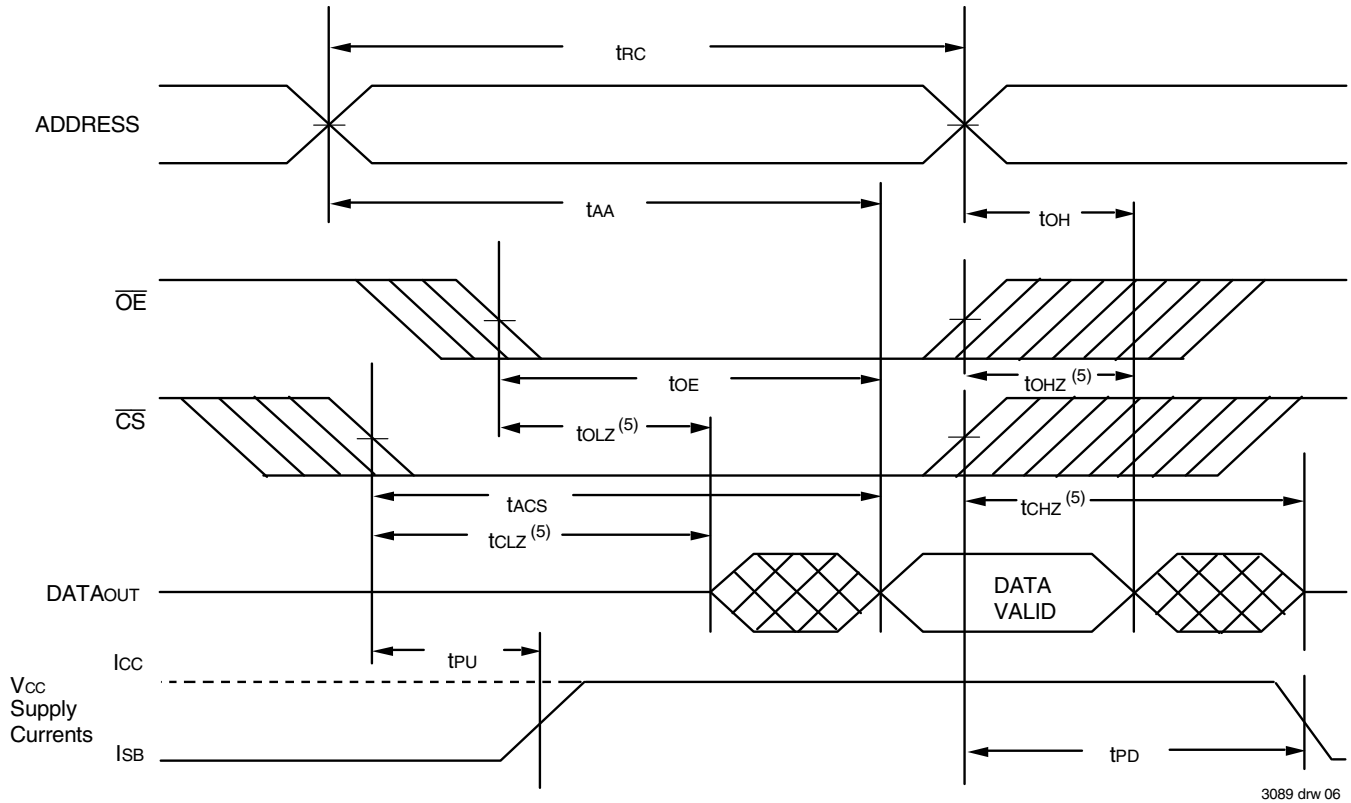 tRC
ADDRESS
tAA
tOH
OE
tOE
tOHZ (5)
CS
tOLZ (5)
tACS
tCHZ (5)
tCLZ (5)
DATAOUT
DATA
VALID
ICC
tPU
VCC
Supply
Currents
ISB
tPD
3089 drw 06